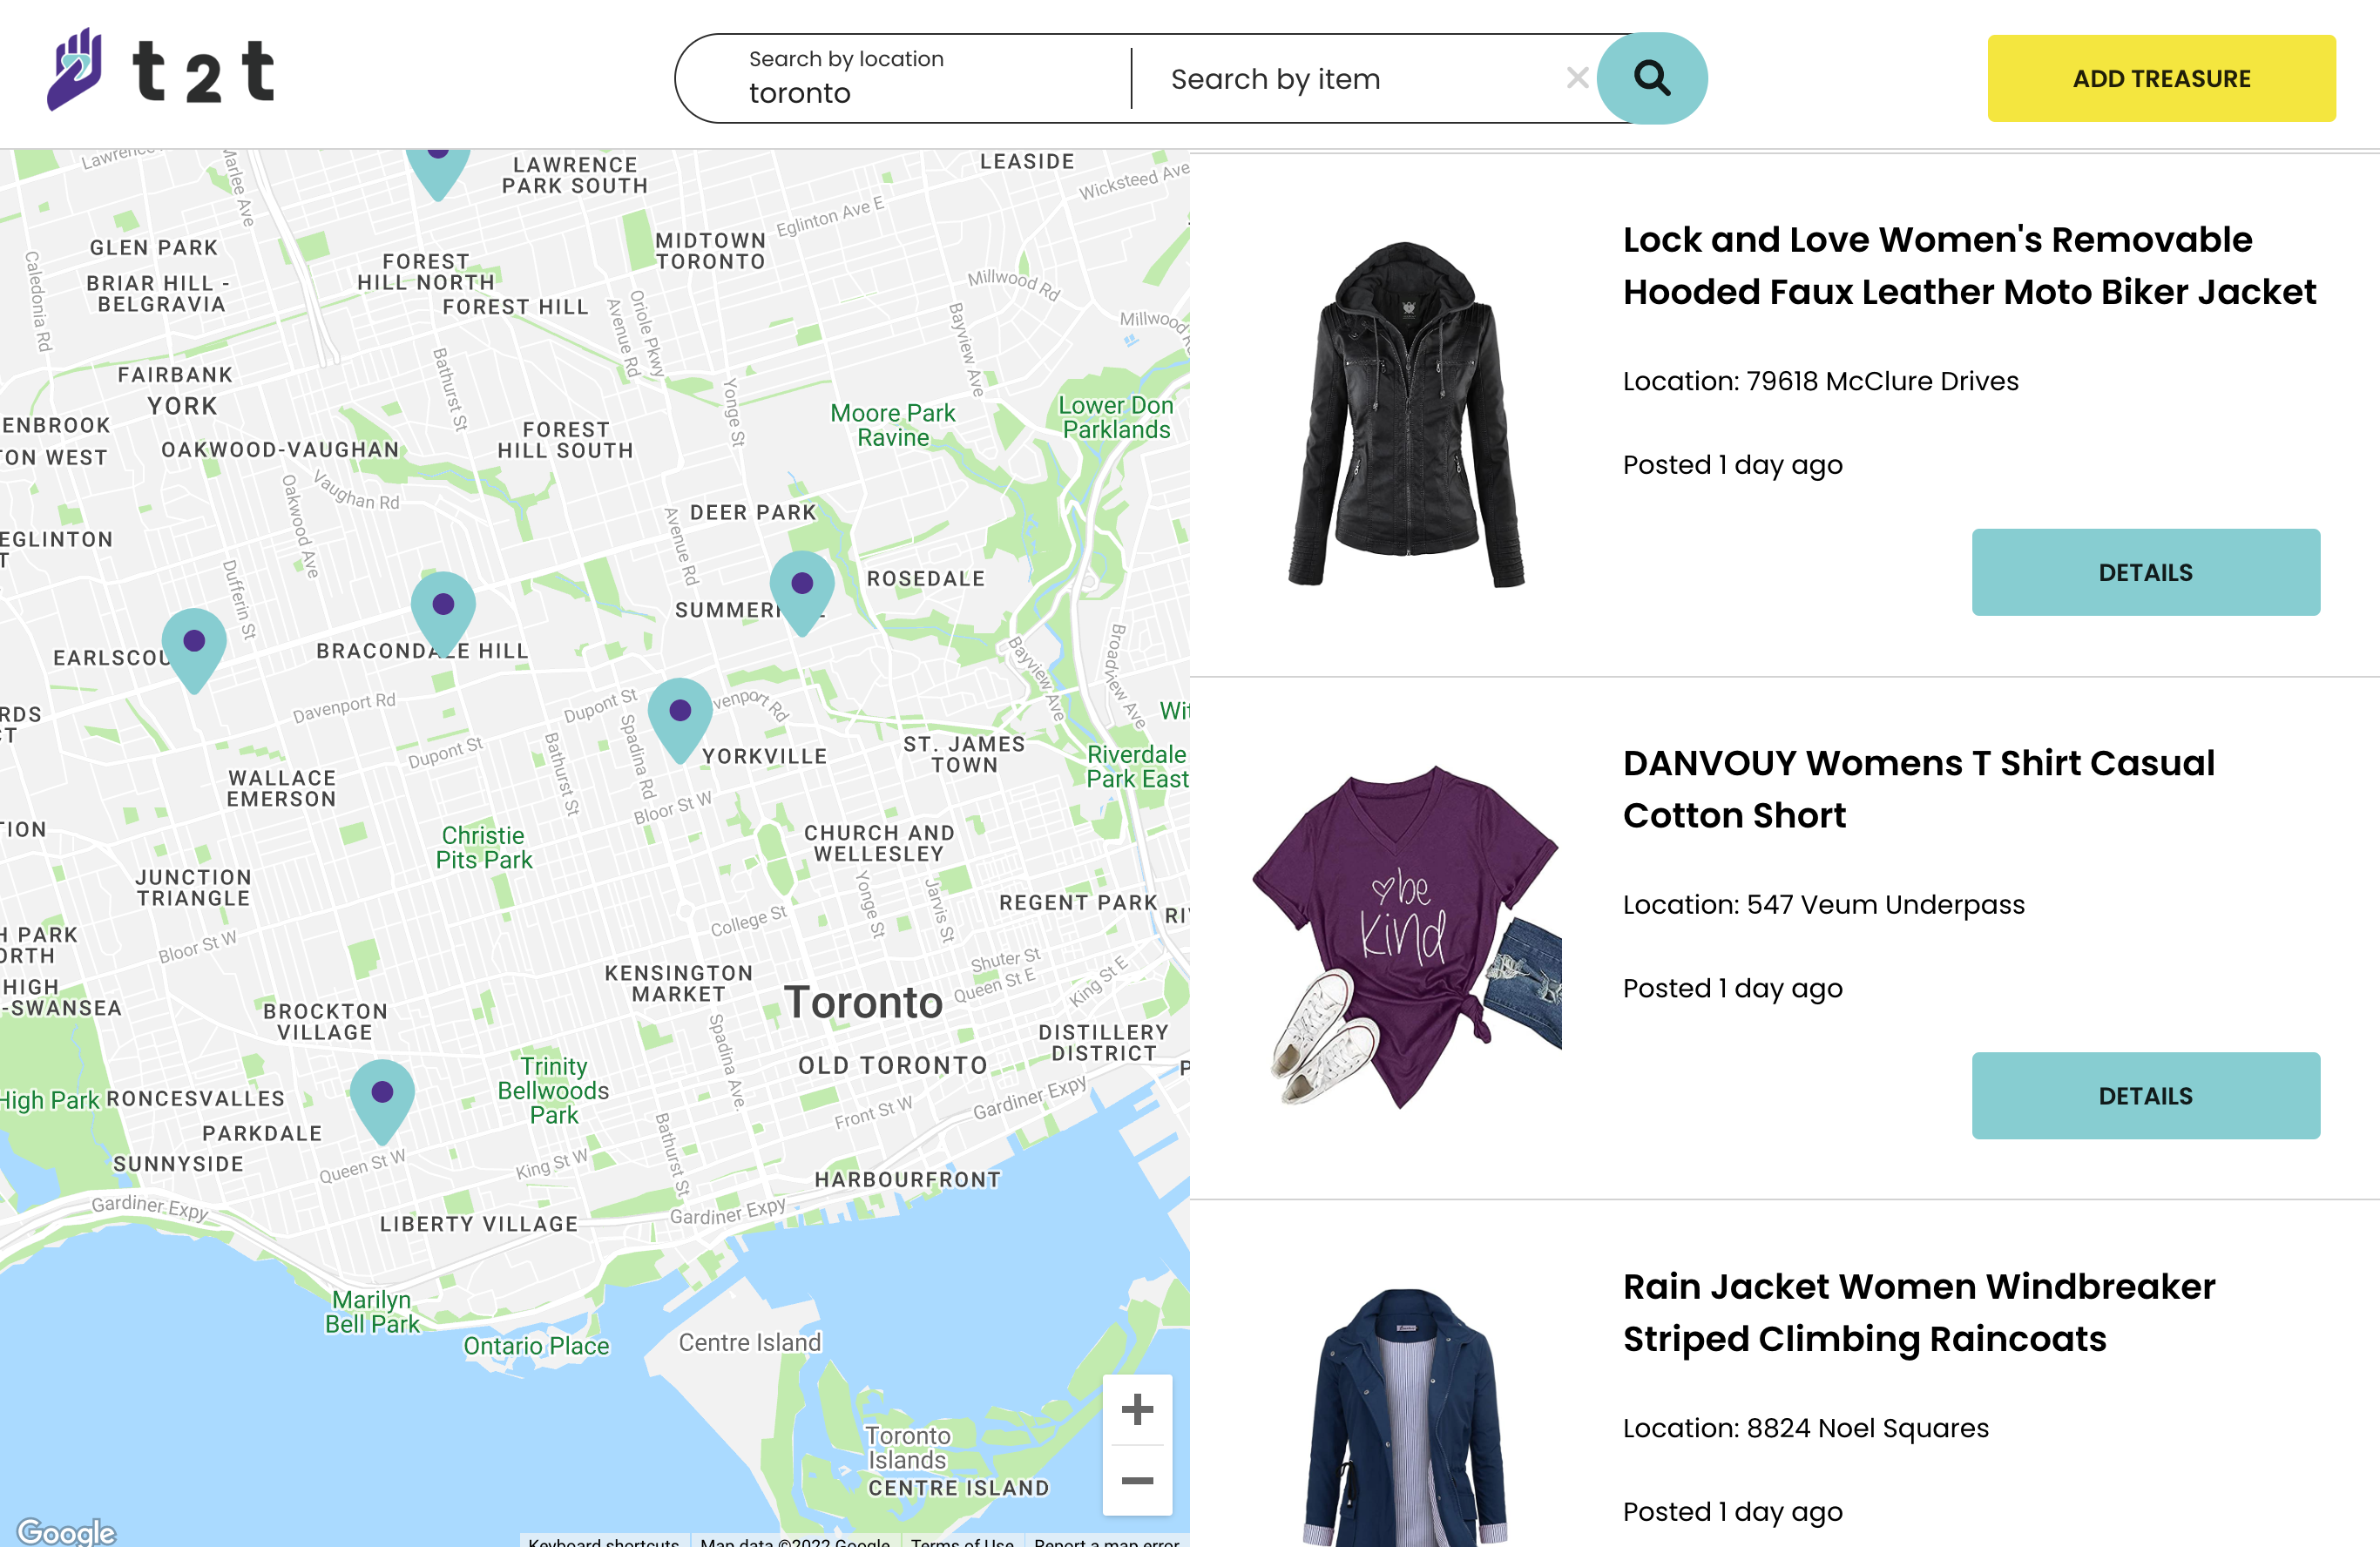 t2t
Search by location
toronto
Search by item
ADD TREASURE
Marlee Ave
LAWRENCE
PARK SOUTH
LEASIDE
Wicksteed Ave
Eglinton Ave E
GLEN PARK
MIDTOWN
TORONTO
Caledonia Rd
FOREST
HILL NORTH
BRIAR HILL -
BELGRAVIA
FOREST HILL
Millwood Rd
Oriole Pkwy
Avenue Rd
Bayview Ave
Millwood
Bathurst St
FAIRBANK
YORK
Yonge St
Moore Park
Ravine
Lower Don
Parklands
ENBROOK
ON WEST
OAKWOOD-VAUGHAN
FOREST
HILL SOUTH
Oakwood Ave
Vaughan Rd
DEER PARK
Avenue Rd
EGLINTON
T
Dufferin St
ROSEDALE
SUMMER
BRACONDALE HILL
EARLSCOU
Bayview Ave
Broadview Ave
Davenport Rd
Dupont St
venport Rd
RDS
CT
Wit
Dupont St
Spadina Rd
Bathurst St
YORKVILLE
ST. JAMES
TOWN
Riverdale
Park East
WALLACE
EMERSON
Bloor St W
TION
Christie
Pits Park
CHURCH AND
WELLESLEY
JUNCTION
TRIANGLE
Yonge St
Jarvis St
REGENT PARK
RI
College St
H PARK
ORTH
Bloor St W
Shuter St
Queen St E
King St E
KENSINGTON
MARKET
HIGH
-SWANSEA
BROCKTON
VILLAGE
Toronto
Spadina Ave.
DISTILLERY
DISTRICT
OLD TORONTO
Trinity
Bellwoods
Park
P
High Park
RONCESVALLES
Front St W
Gardiner Expy
PARKDALE
Bathurst St
SUNNYSIDE
Queen St W
King St W
HARBOURFRONT
Gardiner Expy
LIBERTY VILLAGE
Gardiner Expy
Marilyn
Bell Park
Ontario Place
Centre Island
Toronto
Islands
CENTRE ISLAND
Google
Keyboard shortcuts
Map data ©2022 Google
Terms of Use
Report a map error
Lock and Love Women's Removable
Hooded Faux Leather Moto Biker Jacket
Location: 79618 McClure Drives
Posted 1 day ago
DETAILS
be
kind
DANVOUY Womens T Shirt Casual
Cotton Short
Location: 547 Veum Underpass
Posted 1 day ago
DETAILS
Rain Jacket Women Windbreaker
Striped Climbing Raincoats
Location: 8824 Noel Squares
Posted 1 day ago